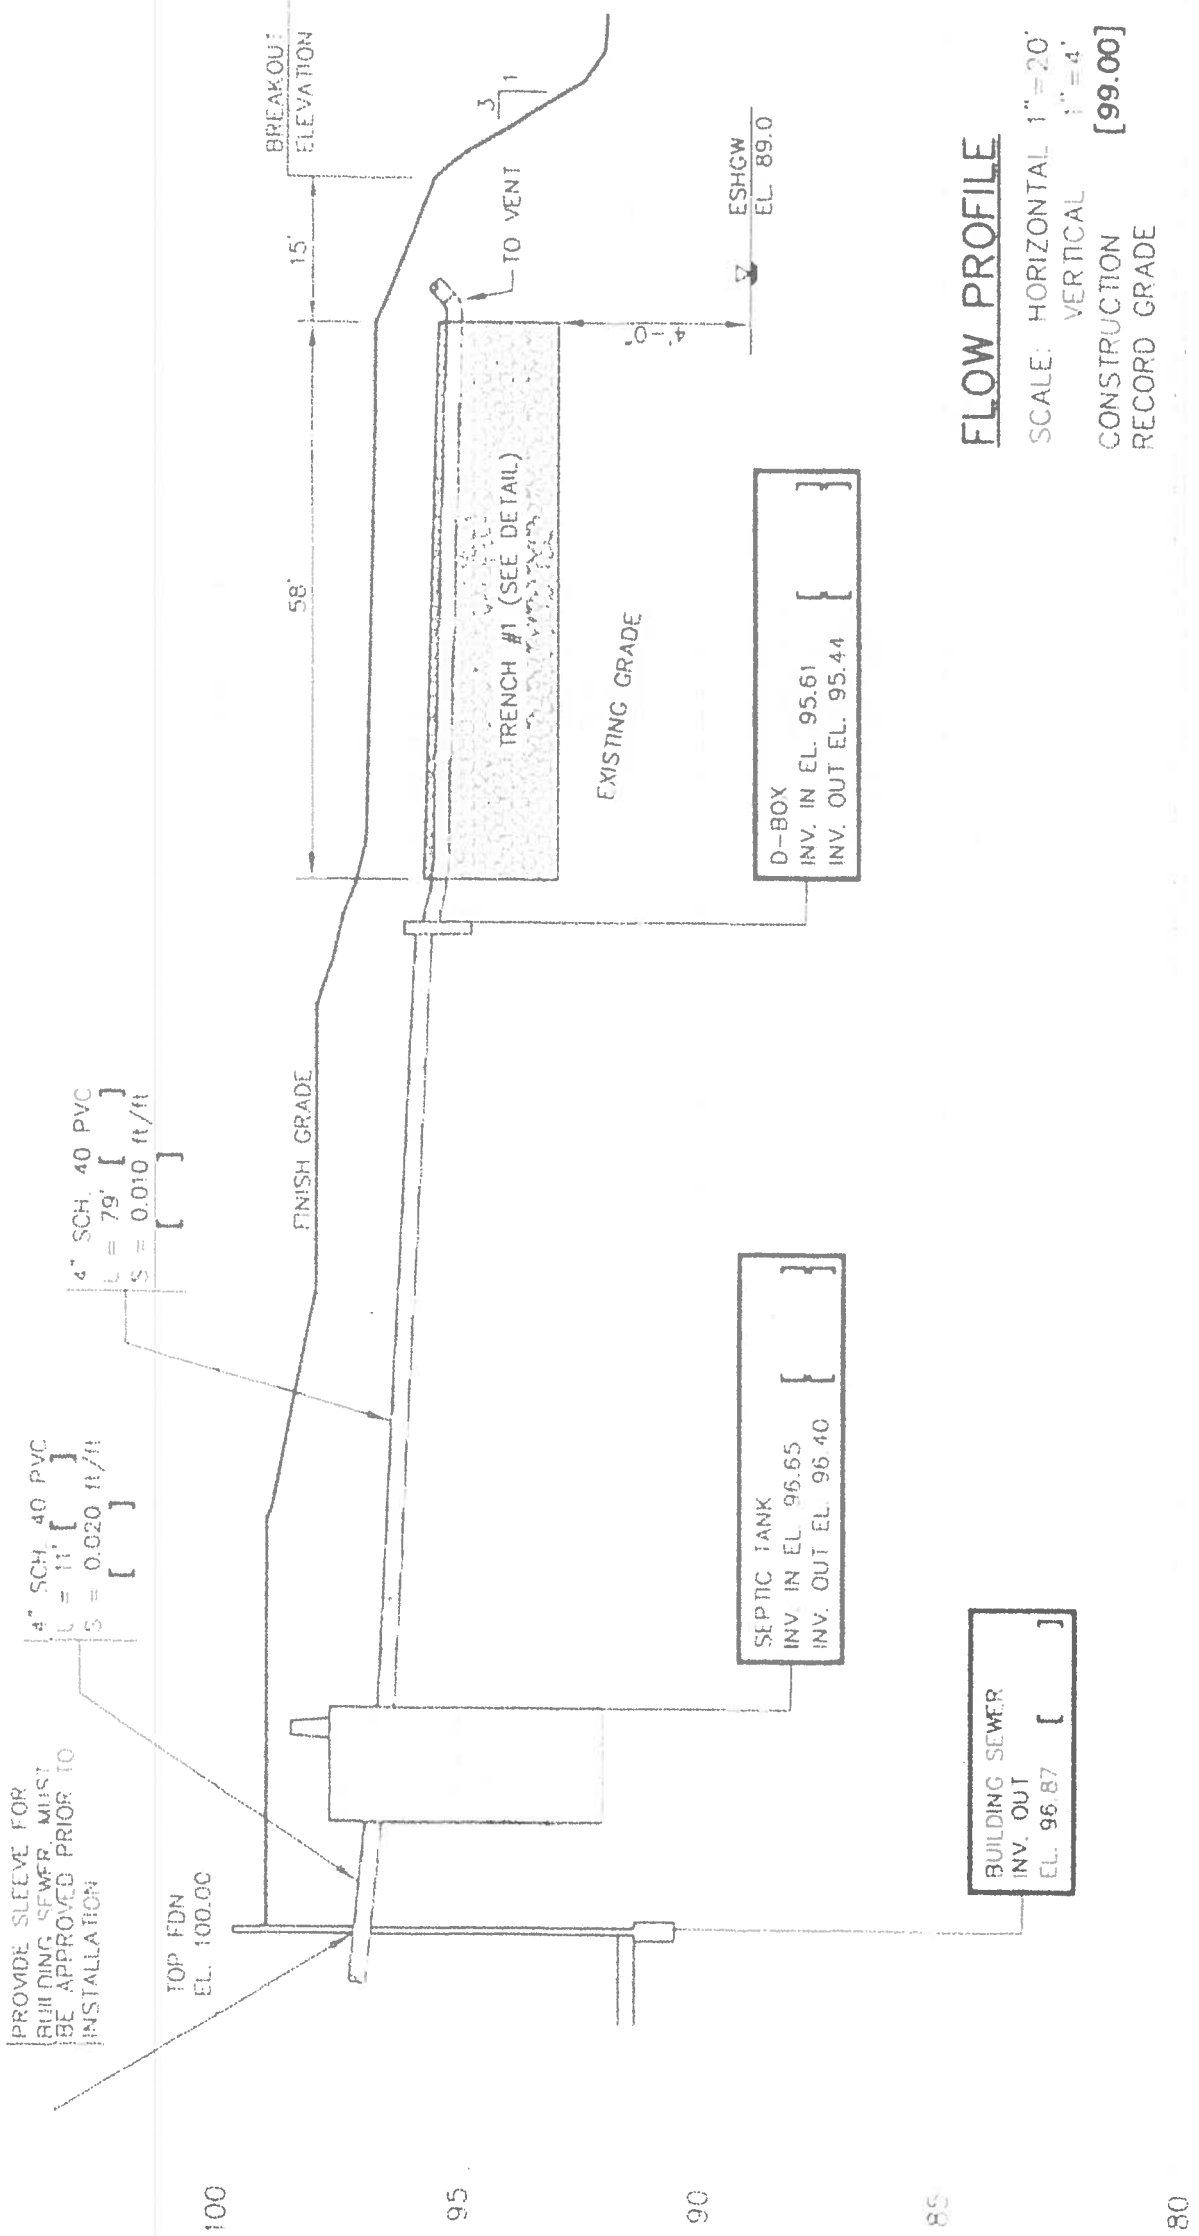 PROVIDE SLEEVE FOR
BUILDING SEWER. MUST
BE APPROVED PRIOR TO
INSTALLATION
4" SCH. 40 PVC
L = 11' [ ]
S = 0.020 ft/ft
[ ]
4" SCH. 40 PVC
L = 79' [ ]
S = 0.010 ft/ft
[ ]
TOP FDN
EL. 100.00
FINISH GRADE
58'
15'
BREAKOUT
ELEVATION
3
1
TO VENT
TRENCH #1 (SEE DETAIL)
4'-0"
ESHGW
EL. 89.0
EXISTING GRADE
100
95
90
85
80
BUILDING SEWER
INV. OUT
EL. 96.87 [ ]
SEPTIC TANK
INV. IN EL. 96.65 [ ]
INV. OUT EL. 96.40 [ ]
D-BOX
INV. IN EL. 95.61 [ ]
INV. OUT EL. 95.44 [ ]
FLOW PROFILE
SCALE: HORIZONTAL 1"=20'
VERTICAL 1"=4'
CONSTRUCTION [99.00]
RECORD GRADE